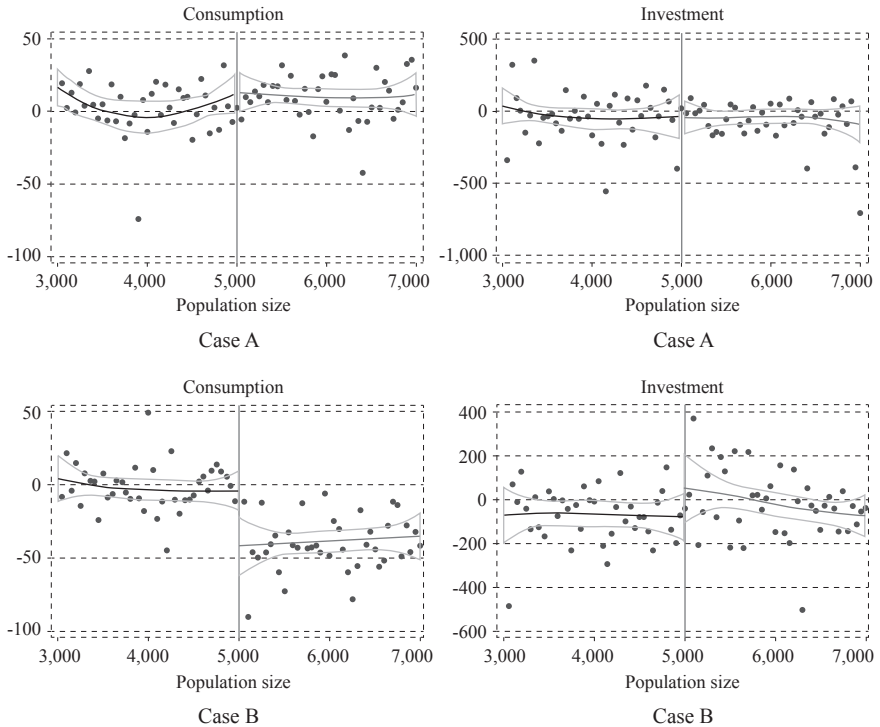 Consumption
50
0
-50
-100
3,000 4,000 5,000 6,000 7,000
Population size
Case A
Investment
500
0
-500
-1,000
3,000 4,000 5,000 6,000 7,000
Population size
Case A
Consumption
50
0
-50
-100
3,000 4,000 5,000 6,000 7,000
Population size
Case B
Investment
400
200
0
-200
-400
-600
3,000 4,000 5,000 6,000 7,000
Population size
Case B